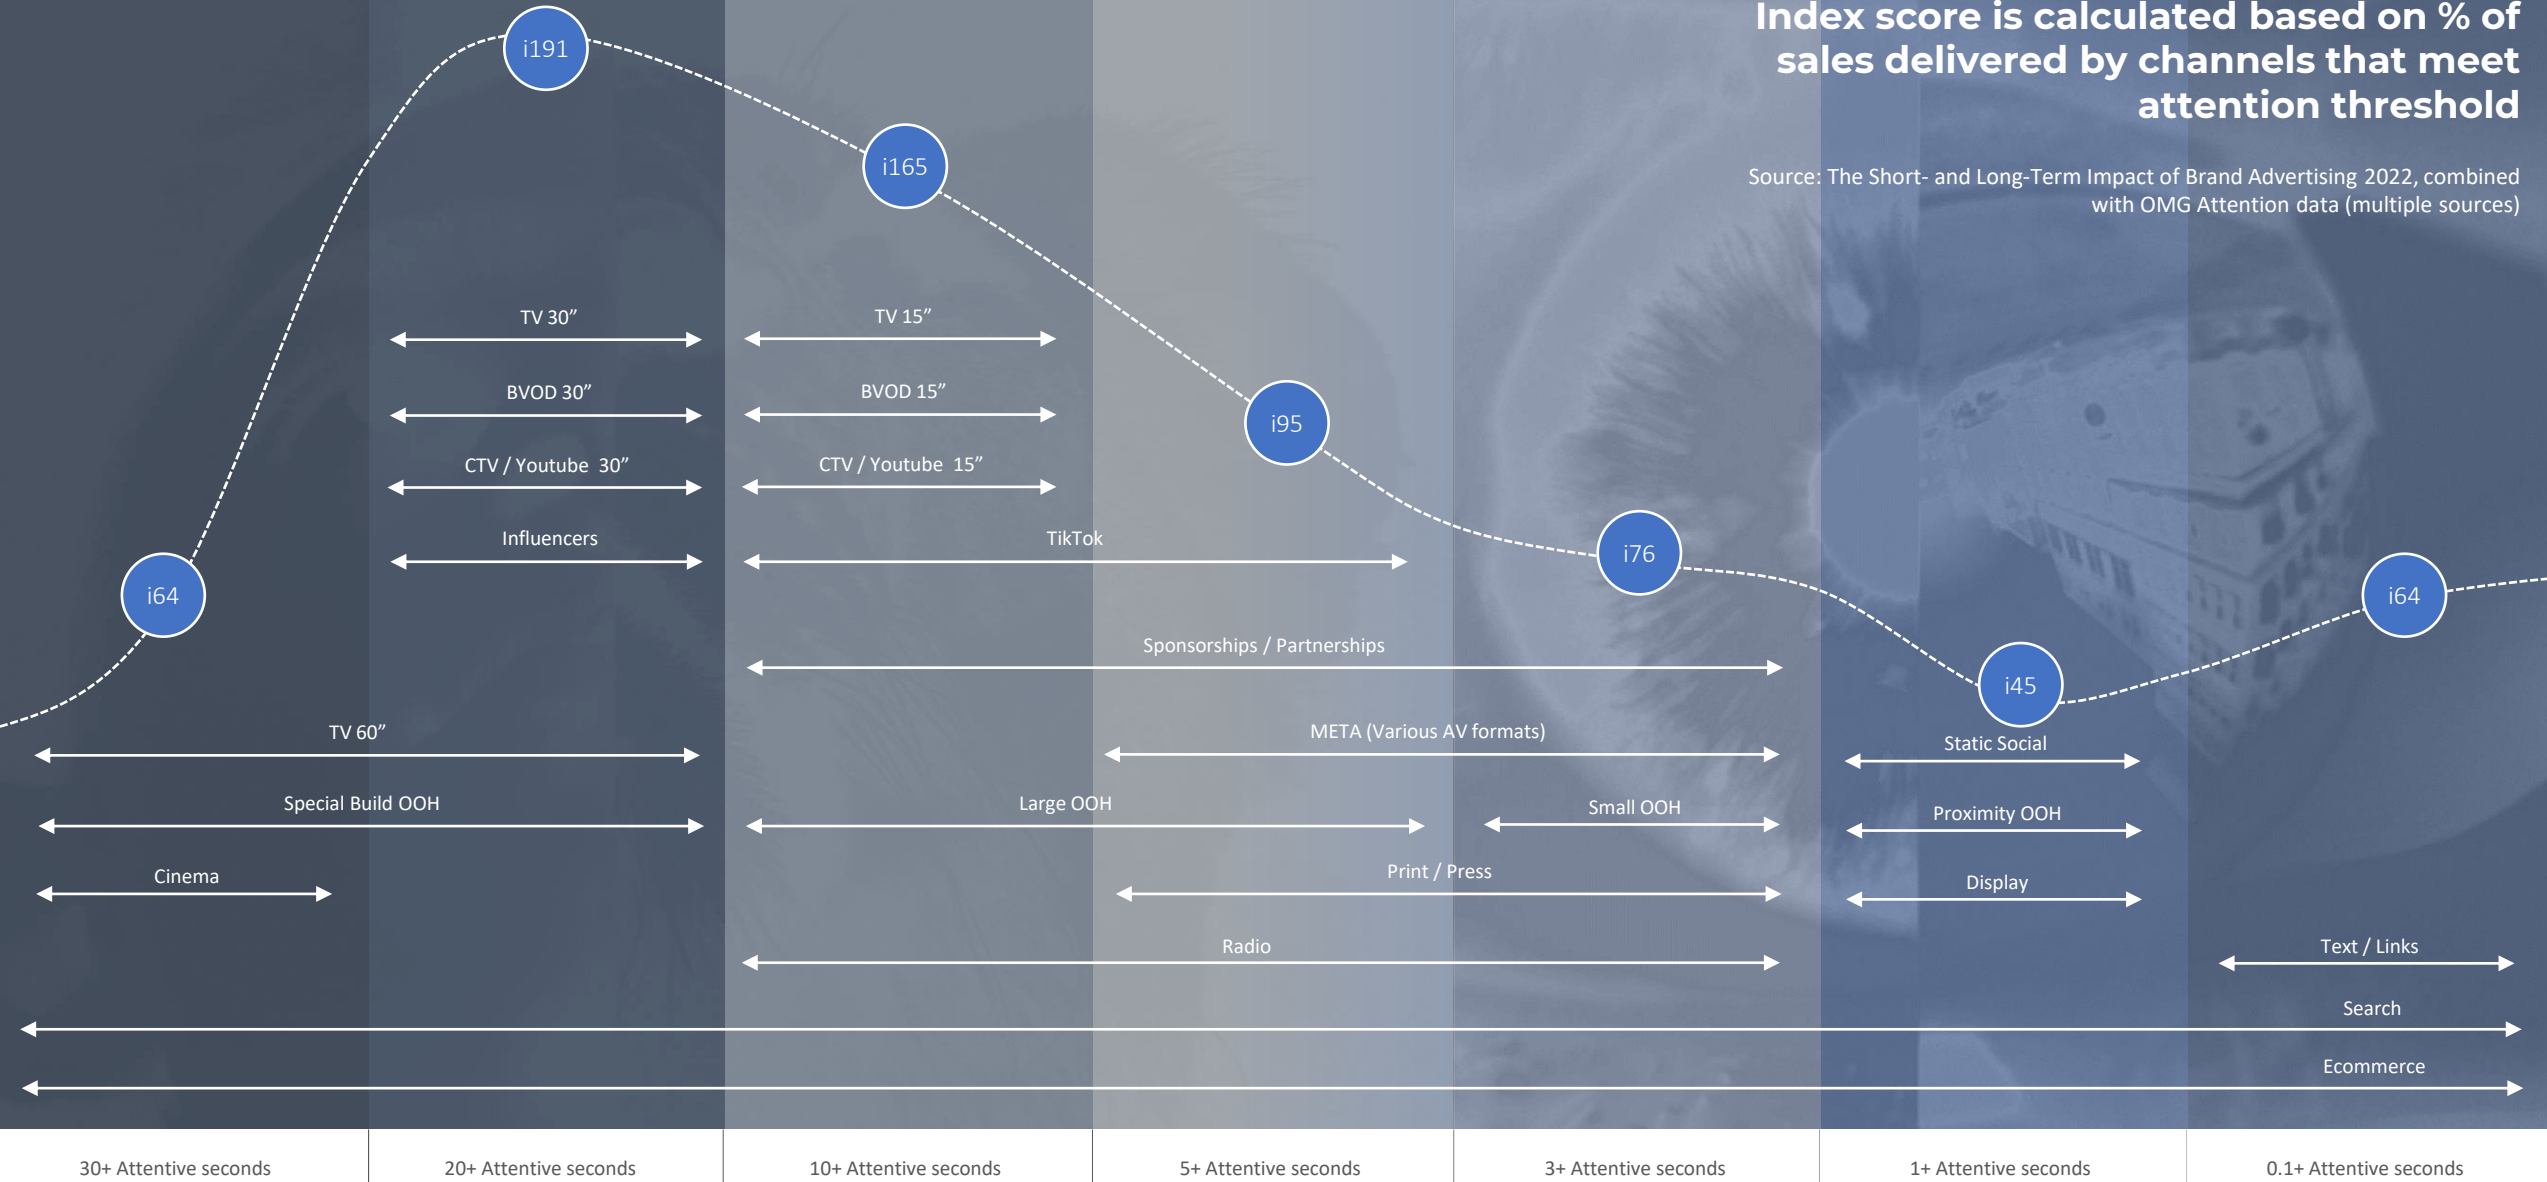 Index score is calculated based on % of
sales delivered by channels that meet
attention threshold
Source: The Short- and Long-Term Impact of Brand Advertising 2022, combined
with OMG Attention data (multiple sources)
i191
i165
i95
i76
i64
i45
i64
TV 30”
TV 15”
BVOD 30”
BVOD 15”
CTV / Youtube 30”
CTV / Youtube 15”
Influencers
TikTok
Sponsorships / Partnerships
TV 60”
META (Various AV formats)
Static Social
Special Build OOH
Large OOH
Small OOH
Proximity OOH
Cinema
Print / Press
Display
Radio
Text / Links
Search
Ecommerce
30+ Attentive seconds
20+ Attentive seconds
10+ Attentive seconds
5+ Attentive seconds
3+ Attentive seconds
1+ Attentive seconds
0.1+ Attentive seconds